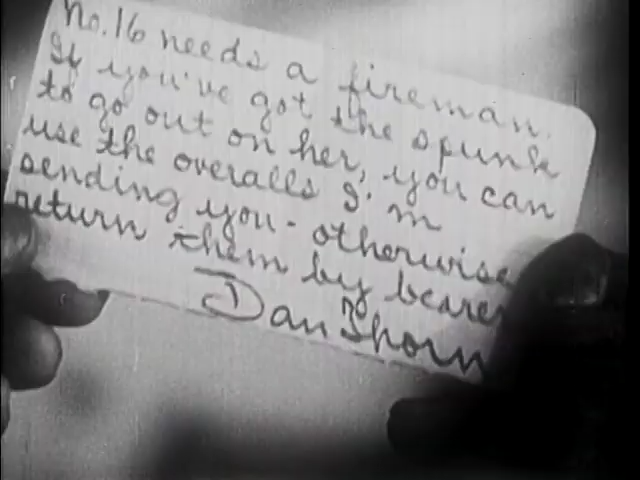 No. 16 needs a fireman.
If you've got the spunk
to go out on her, you can
use the overalls I'm
sending you - otherwise
return them by bearer
Dan Thorn